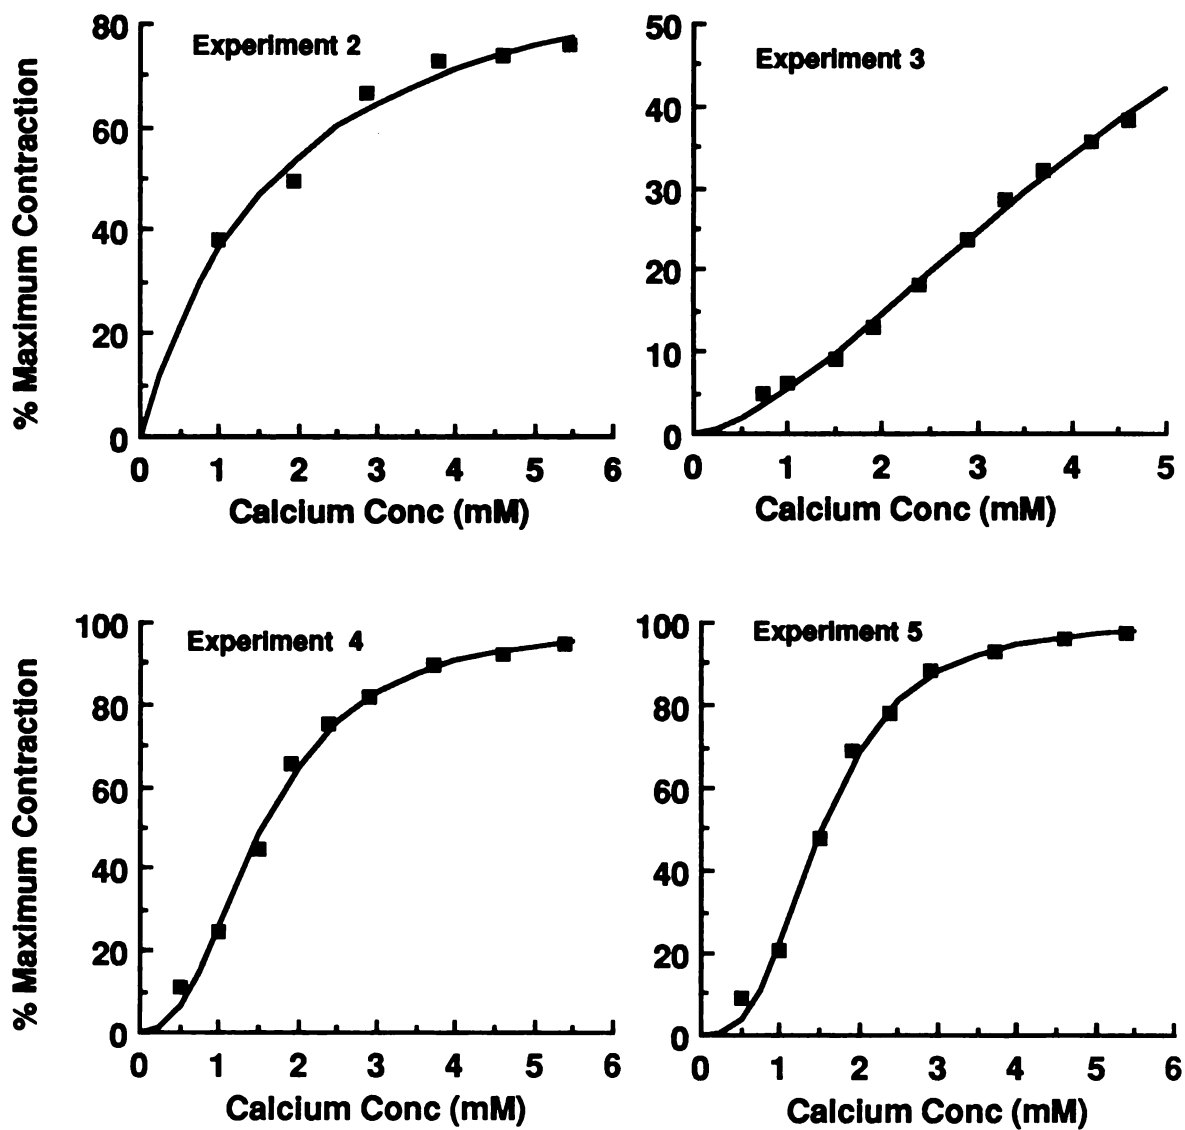 Experiment 2
% Maximum Contraction
80
60
40
20
0
0 1 2 3 4 5 6
Calcium Conc (mM)
Experiment 3
50
40
30
20
10
0
0 1 2 3 4 5
Calcium Conc (mM)
Experiment 4
% Maximum Contraction
100
80
60
40
20
0
0 1 2 3 4 5 6
Calcium Conc (mM)
Experiment 5
100
80
60
40
20
0
0 1 2 3 4 5 6
Calcium Conc (mM)